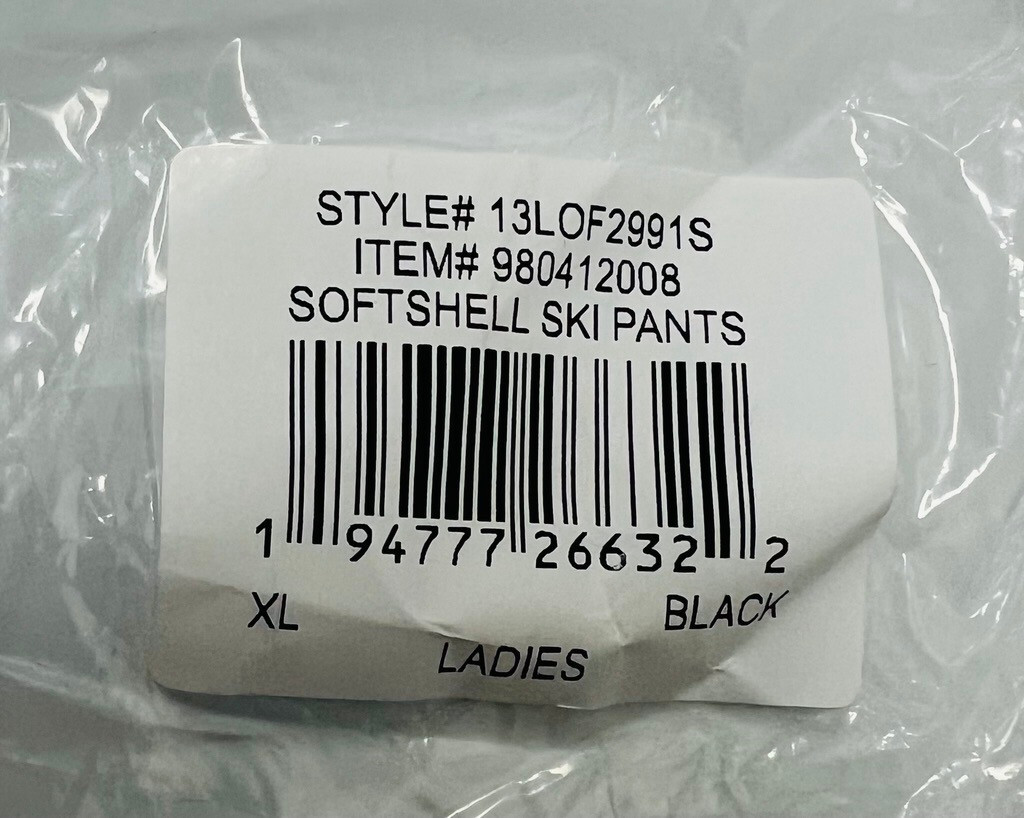 STYLE# 13LOF2991S
ITEM# 980412008
SOFTSHELL SKI PANTS
1 94777 26632 2
XL BLACK
LADIES